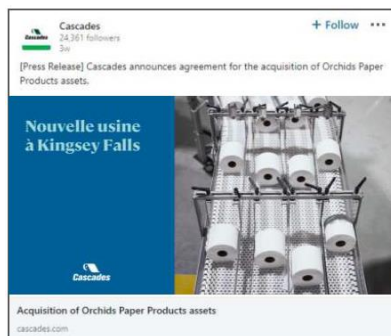 Cascades
24,361 followers
3w
+ Follow
[Press Release] Cascades announces agreement for the acquisition of Orchids Paper
Products assets.
Nouvelle usine
à Kingsey Falls
Cascades
Acquisition of Orchids Paper Products assets
cascades.com